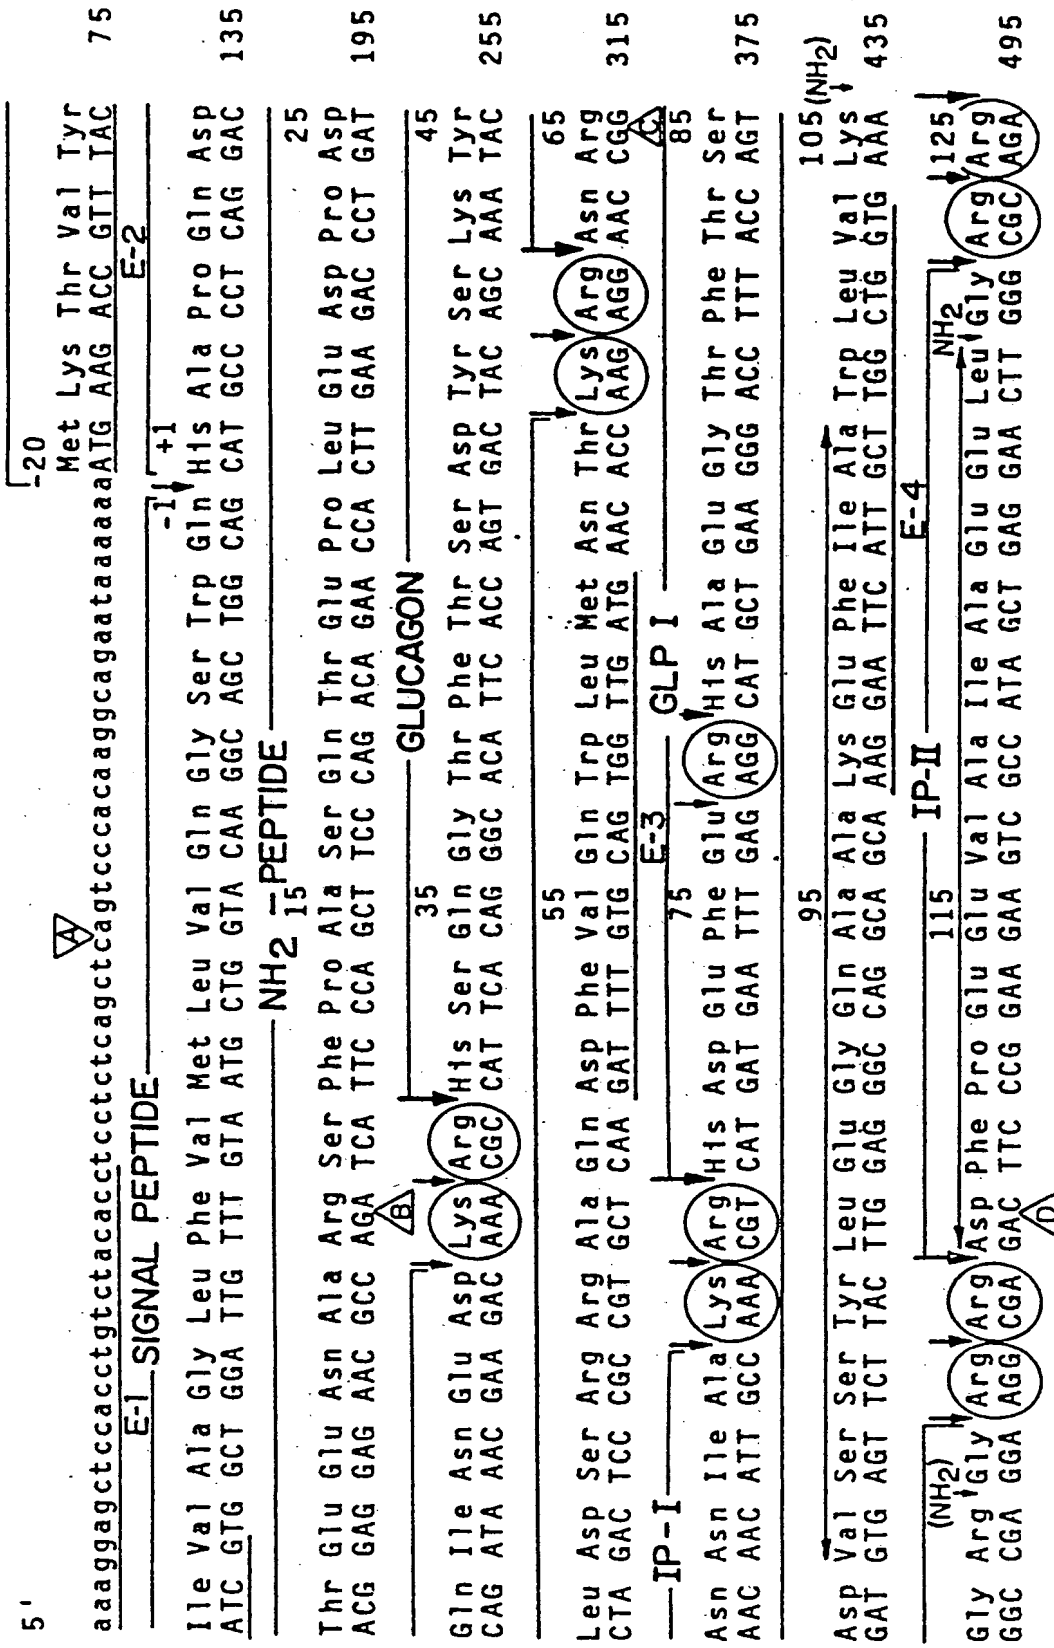 5'
A
-20
Met Lys Thr Val Tyr
aaaggagctccacctgtctacacctcctctcagctcagtcccacaaggcagaataaaaaaATG AAG ACC GTT TAC 75
E-1 SIGNAL PEPTIDE E-2
-1 +1
Ile Val Ala Gly Leu Phe Val Met Leu Val Gln Gly Ser Trp Gln His Ala Pro Gln Asp
ATC GTG GCT GGA TTG TTT GTA ATG CTG GTA CAA GGC AGC TGG CAG CAT GCC CCT CAG GAC 135
NH2-PEPTIDE
15 25
Thr Glu Glu Asn Ala Arg Ser Phe Pro Ala Ser Gln Thr Glu Pro Leu Glu Asp Pro Asp
ACG GAG GAG AAC GCC AGA TCA TTC CCA GCT TCC CAG ACA GAA CCA CTT GAA GAC CCT GAT 195
B
GLUCAGON
35 45
Gln Ile Asn Glu Asp Lys Arg His Ser Gln Gly Thr Phe Thr Ser Asp Tyr Ser Lys Tyr
CAG ATA AAC GAA GAC AAA CGC CAT TCA CAG GGC ACA TTC ACC AGT GAC TAC AGC AAA TAC 255
55 65
Leu Asp Ser Arg Arg Ala Gln Asp Phe Val Gln Trp Leu Met Asn Thr Lys Arg Asn Arg
CTA GAC TCC CGC CGT GCT CAA GAT TTT GTG CAG TGG TTG ATG AAC ACC AAG AGG AAC CGG 315
E-3
C
IP-I GLP I
75 85
Asn Asn Ile Ala Lys Arg His Asp Glu Phe Glu Arg His Ala Glu Gly Thr Phe Thr Ser
AAC AAC ATT GCC AAA CGT CAT GAT GAA TTT GAG AGG CAT GCT GAA GGG ACC TTT ACC AGT 375
95 105 (NH2)
Asp Val Ser Ser Tyr Leu Glu Gly Gln Ala Ala Lys Glu Phe Ile Ala Trp Leu Val Lys
GAT GTG AGT TCT TAC TTG GAG GGC CAG GCA GCA AAG GAA TTC ATT GCT TGG CTG GTG AAA 435
E-4
IP-II
(NH2) 115 NH2 125
Gly Arg Gly Arg Arg Asp Phe Pro Glu Glu Val Ala Ile Ala Glu Glu Leu Gly Arg Arg
GGC CGA GGA AGG CGA GAC TTC CCG GAA GAA GTC GCC ATA GCT GAG GAA CTT GGG CGC AGA 495
D